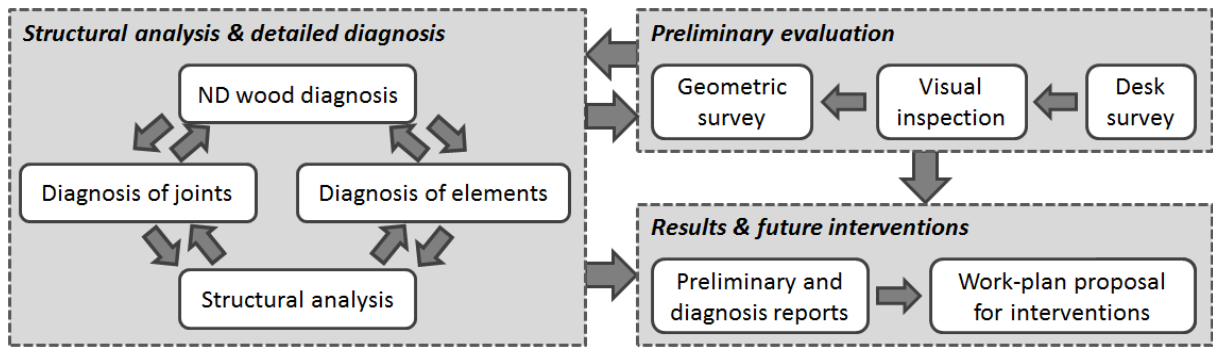 Structural analysis & detailed diagnosis
ND wood diagnosis
Diagnosis of joints
Diagnosis of elements
Structural analysis
Preliminary evaluation
Geometric
survey
Visual
inspection
Desk
survey
Results & future interventions
Preliminary and
diagnosis reports
Work-plan proposal
for interventions